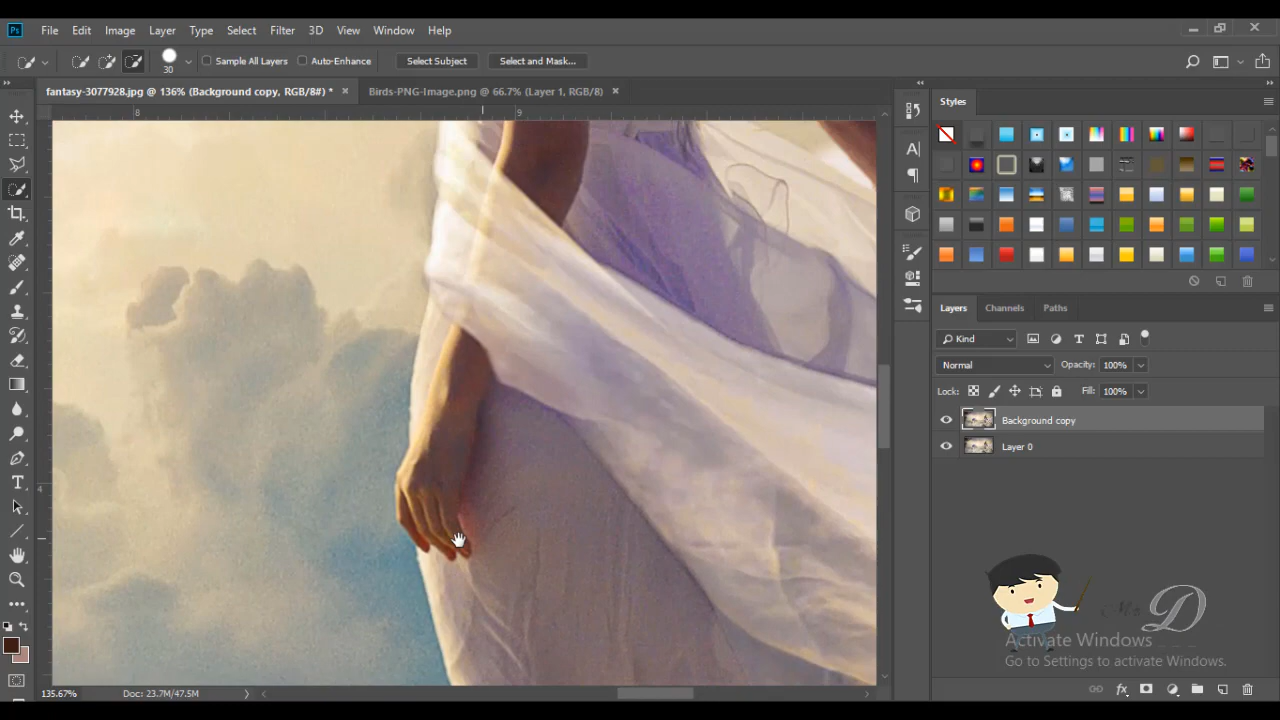 Ps File Edit Image Layer Type Select Filter 3D View Window Help
30 Sample All Layers Auto-Enhance Select Subject Select and Mask...
fantasy-3077928.jpg @ 136% (Background copy, RGB/8#) * × Birds-PNG-Image.png @ 66.7% (Layer 1, RGB/8) ×
8 9
4
Styles
Layers Channels Paths
Kind
Normal Opacity: 100%
Lock: Fill: 100%
Background copy
Layer 0
D
Activate Windows
Go to Settings to activate Windows.
135.67% Doc: 23.7M/47.5M